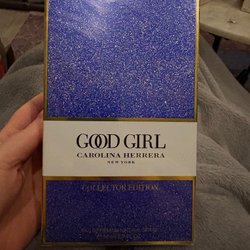 GOOD GIRL
CAROLINA HERRERA
NEW YORK
COLLECTOR EDITION